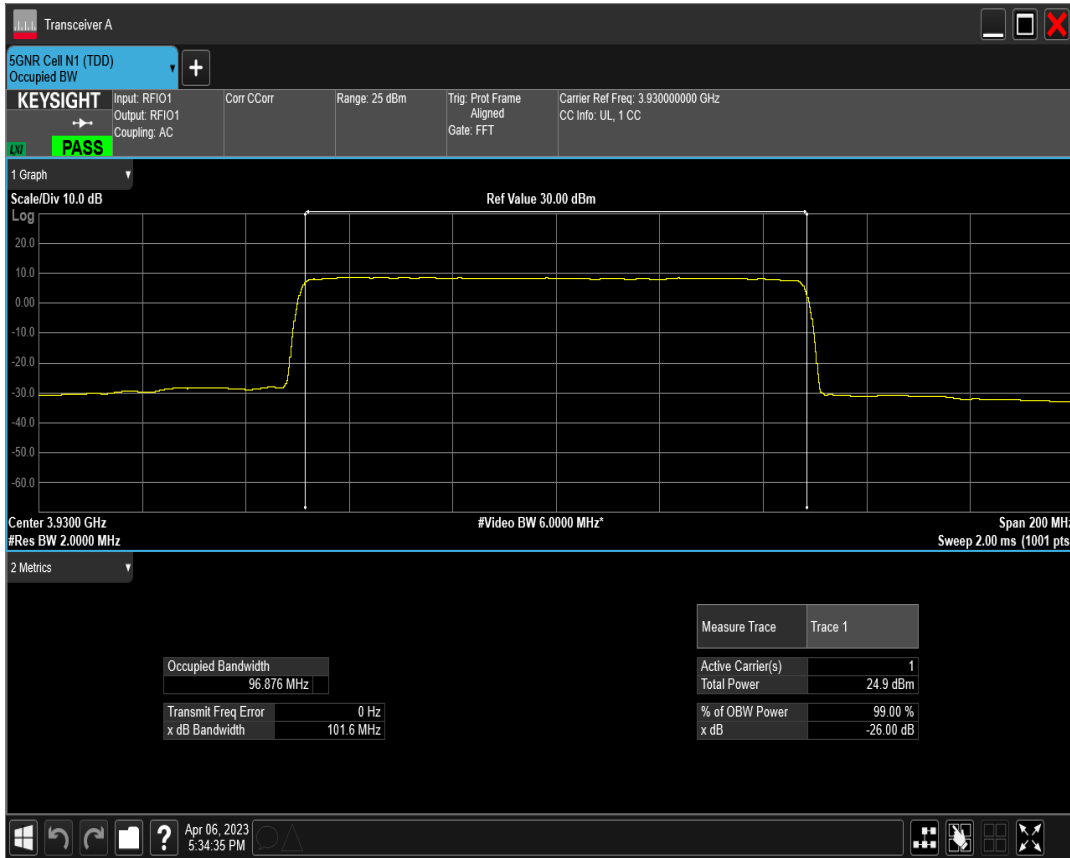 Transceiver A
5GNR Cell N1 (TDD)
Occupied BW
+
KEYSIGHT
LXI
PASS
Input: RFIO1
Output: RFIO1
Coupling: AC
Corr CCorr
Range: 25 dBm
Trig: Prot Frame
Aligned
Gate: FFT
Carrier Ref Freq: 3.930000000 GHz
CC Info: UL, 1 CC
1 Graph
Scale/Div 10.0 dB
Ref Value 30.00 dBm
Log
20.0
10.0
0.00
-10.0
-20.0
-30.0
-40.0
-50.0
-60.0
Center 3.9300 GHz
#Video BW 6.0000 MHz*
Span 200 MHz
#Res BW 2.0000 MHz
Sweep 2.00 ms (1001 pts
2 Metrics
Measure Trace Trace 1
Occupied Bandwidth
96.876 MHz
Active Carrier(s) 1
Total Power 24.9 dBm
Transmit Freq Error 0 Hz
x dB Bandwidth 101.6 MHz
% of OBW Power 99.00 %
x dB -26.00 dB
?
Apr 06, 2023
5:34:35 PM